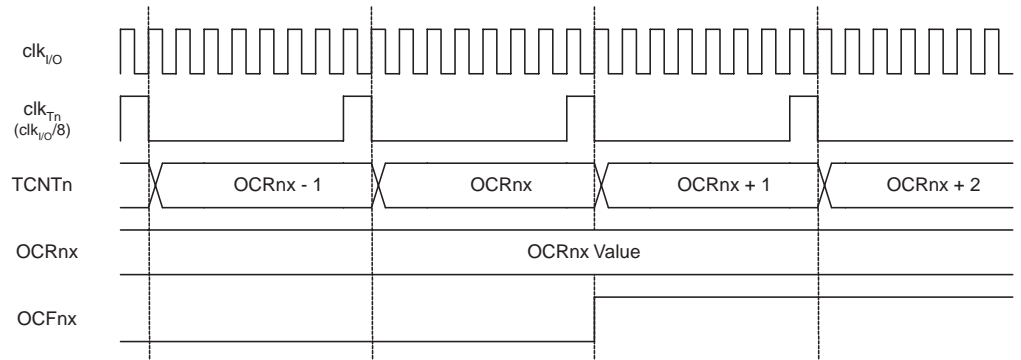 clkI/O
clkTn
(clkI/O/8)
TCNTn
OCRnx - 1
OCRnx
OCRnx + 1
OCRnx + 2
OCRnx
OCRnx Value
OCFnx